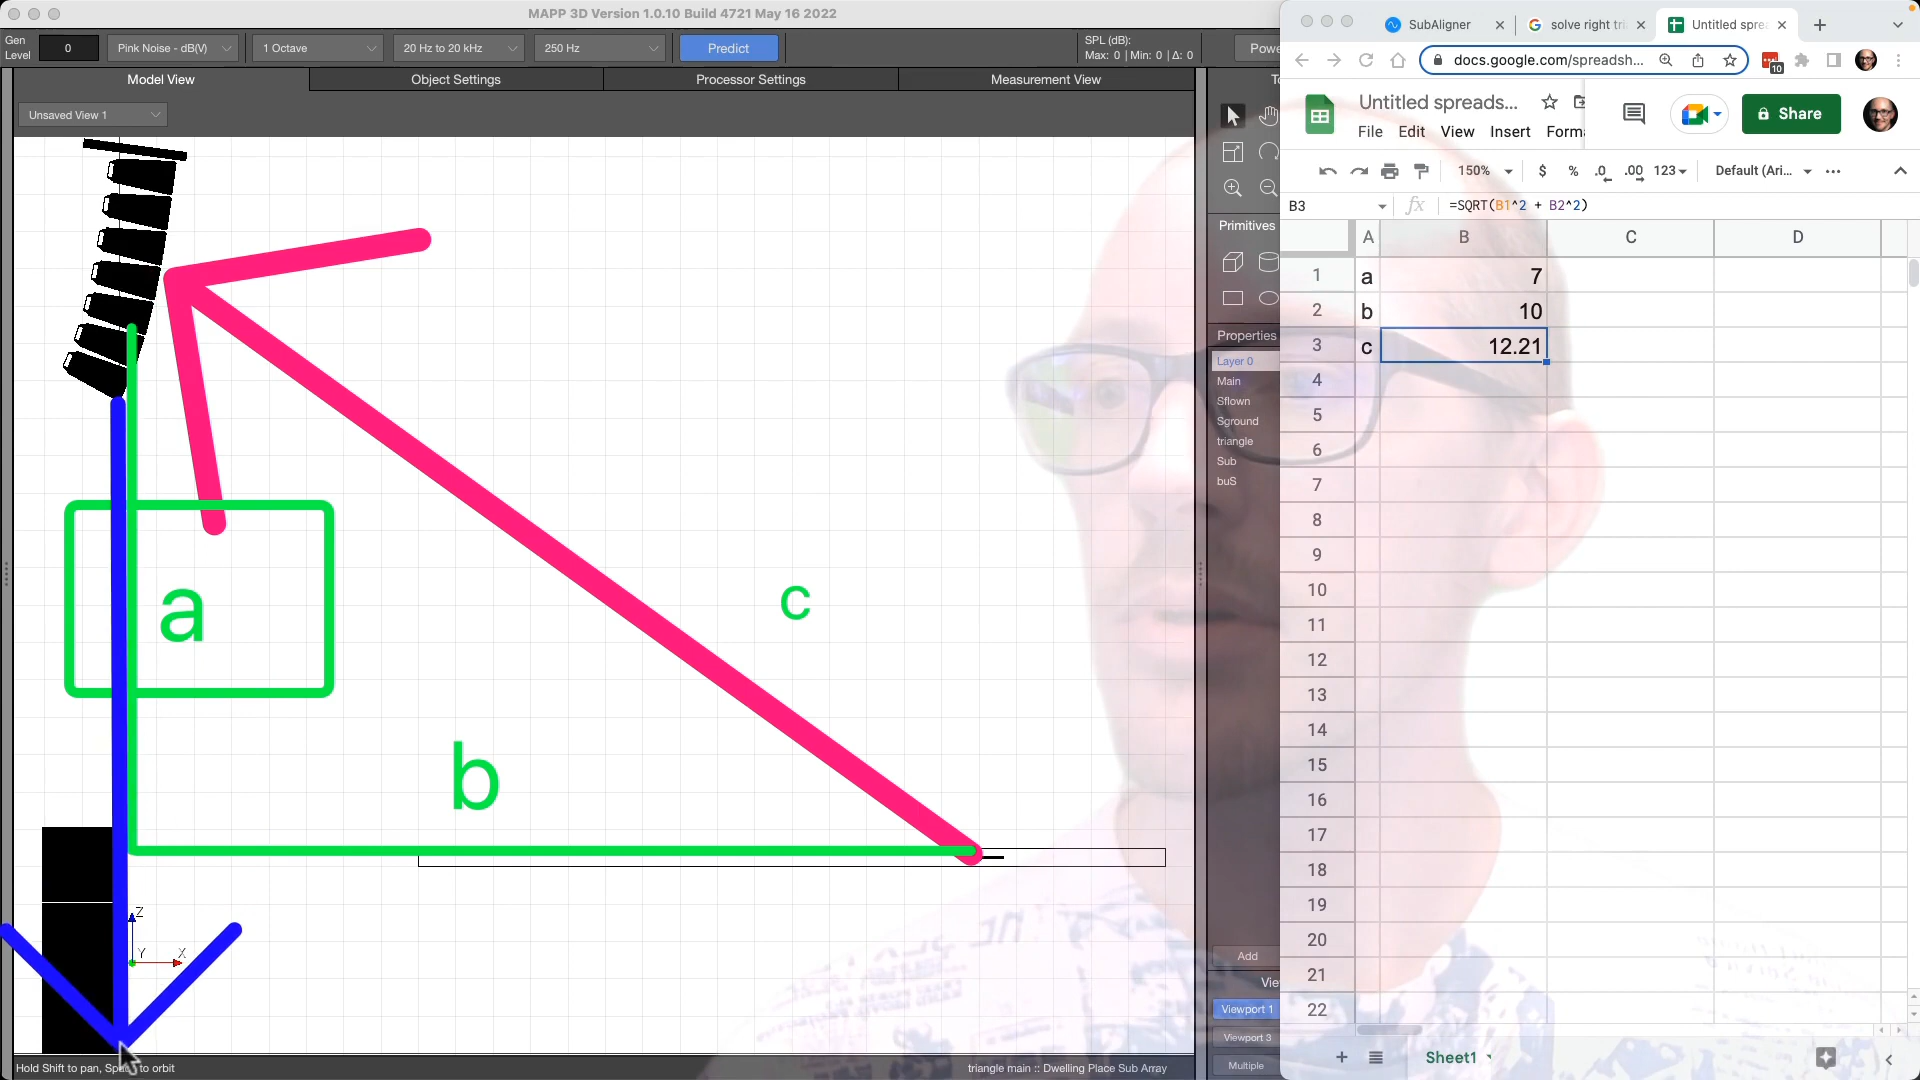 MAPP 3D Version 1.0.10 Build 4721 May 16 2022
Gen Level
0
Pink Noise - dB(V)
1 Octave
20 Hz to 20 kHz
250 Hz
Predict
SPL (dB):
Max: 0 | Min: 0 | Δ: 0
Model View
Object Settings
Processor Settings
Measurement View
Unsaved View 1
a
b
c
Z
Y
X
Hold Shift to pan,
to orbit
triangle main :: Dwelling Place Sub Array
Primitives
Properties
Layer 0
Main
Sflown
Sground
triangle
Sub
buS
Add
Viewport 1
Viewport 3
Multiple
SubAligner
solve right
Untitled
docs.google.com/spreadsh...
10
Untitled spreads...
File
Edit
View
Insert
Share
150%
$
%
.0
.00
123
Default (Ari...
B3
fx
=SQRT(B1^2 + B2^2)
A
B
C
D
1
a
7
2
b
10
3
c
12.21
4
5
6
7
8
9
10
11
12
13
14
15
16
17
18
19
20
21
22
Sheet1